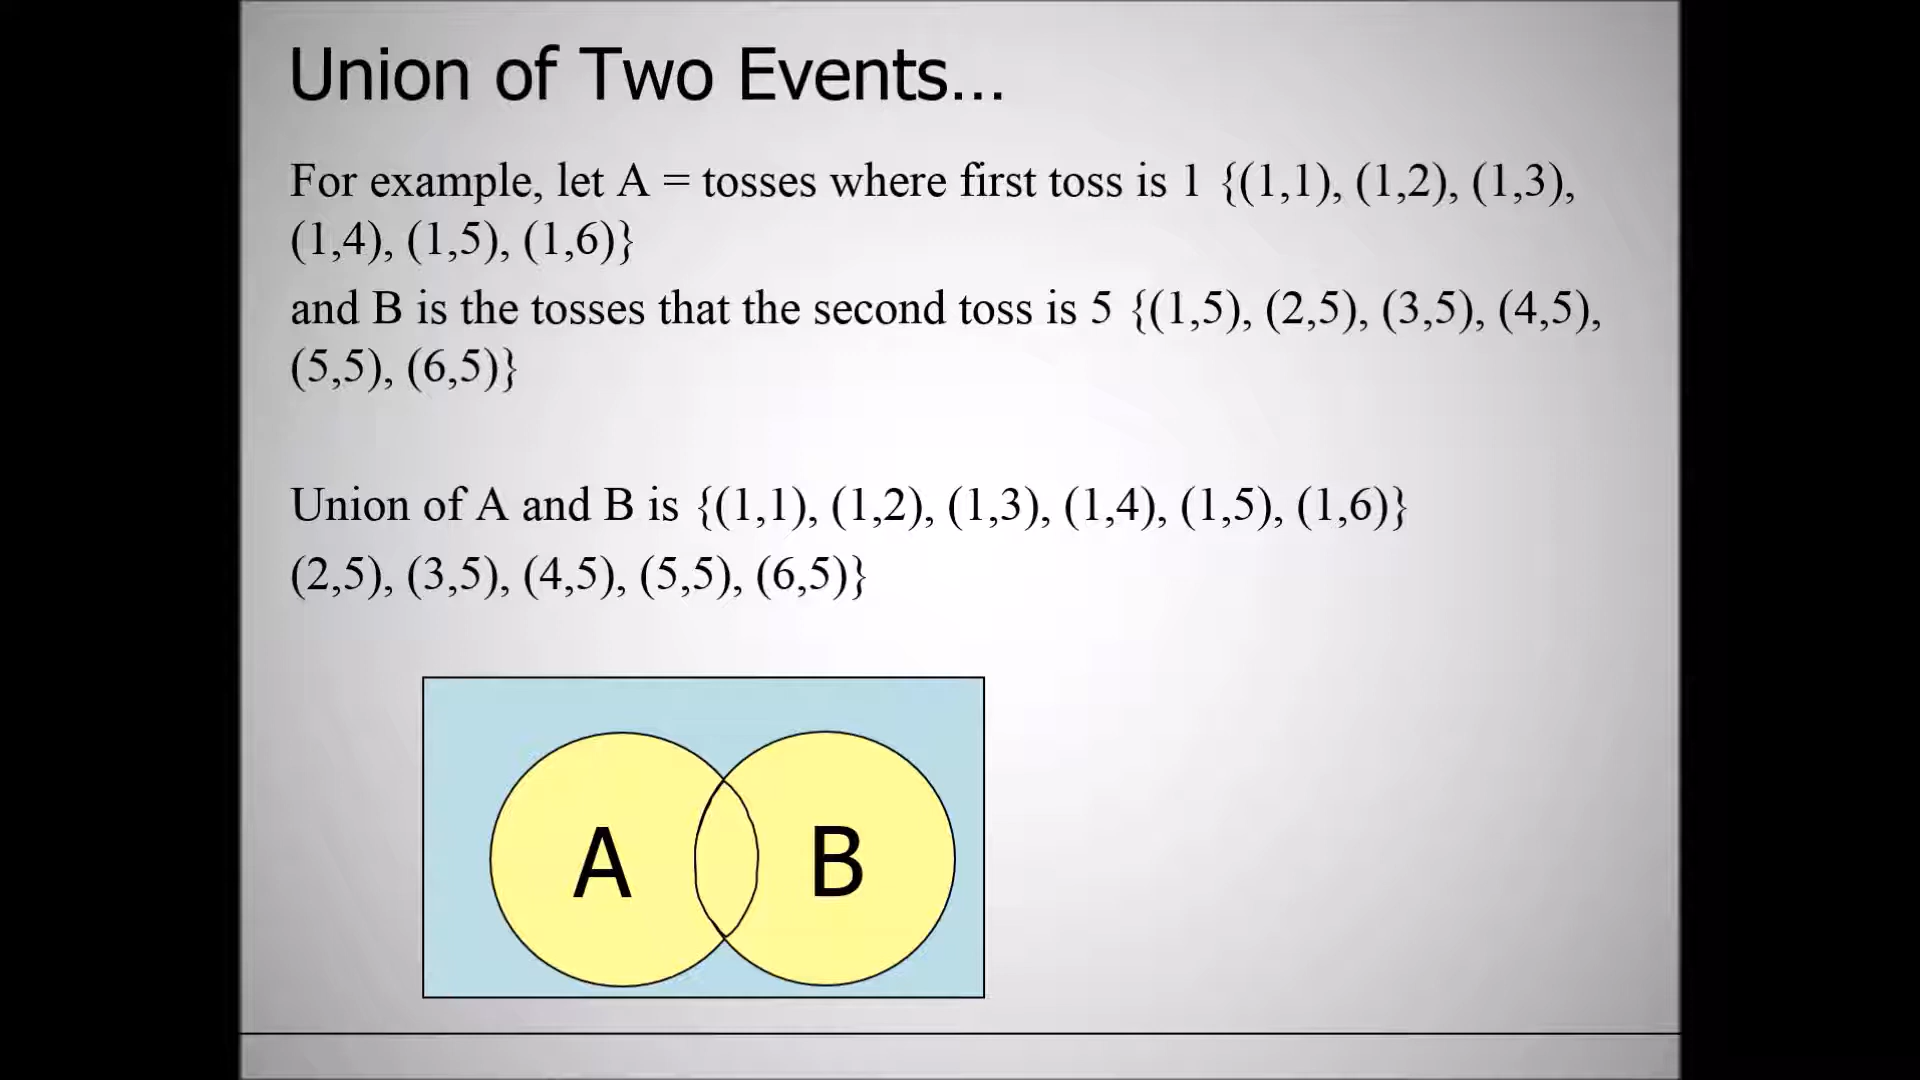 Union of Two Events...
For example, let A = tosses where first toss is 1 {(1,1), (1,2), (1,3),
(1,4), (1,5), (1,6)}
and B is the tosses that the second toss is 5 {(1,5), (2,5), (3,5), (4,5),
(5,5), (6,5)}
Union of A and B is {(1,1), (1,2), (1,3), (1,4), (1,5), (1,6)}
(2,5), (3,5), (4,5), (5,5), (6,5)}
A B